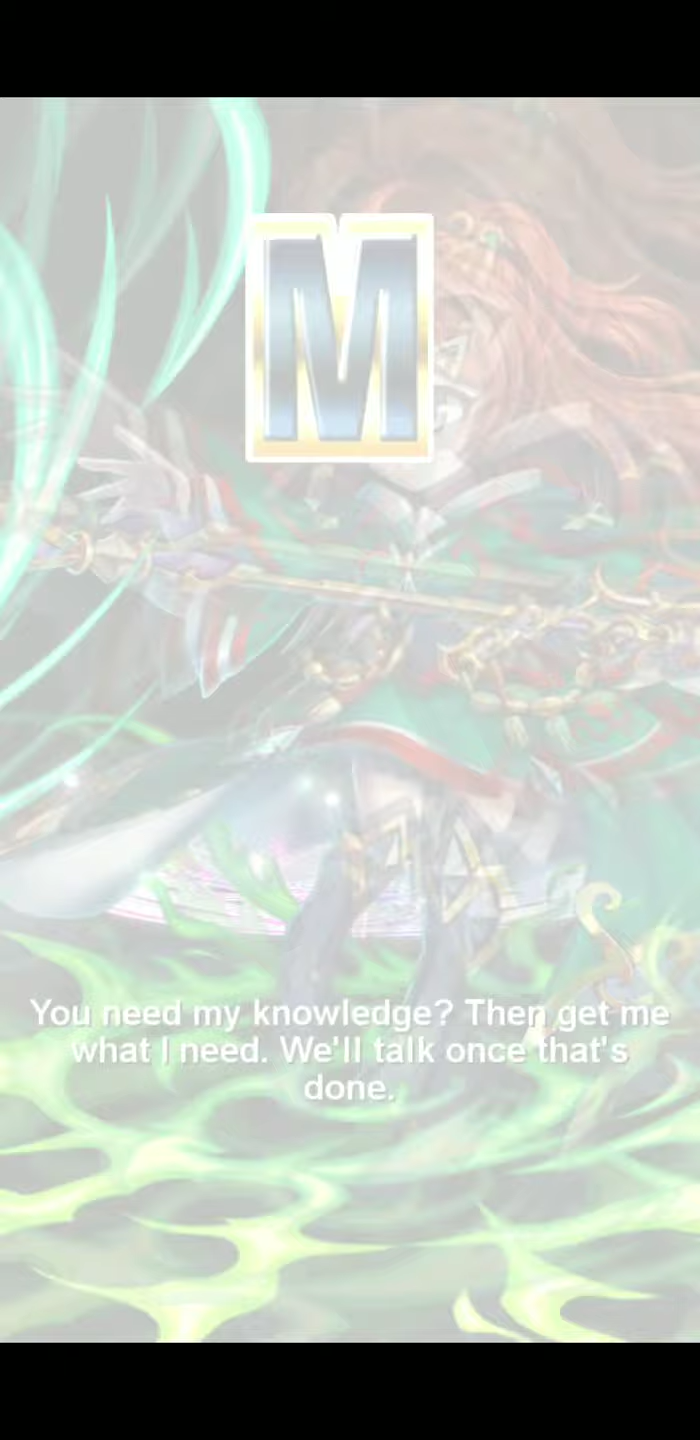 M
You need my knowledge? Then get me
what I need. We'll talk once that's
done.